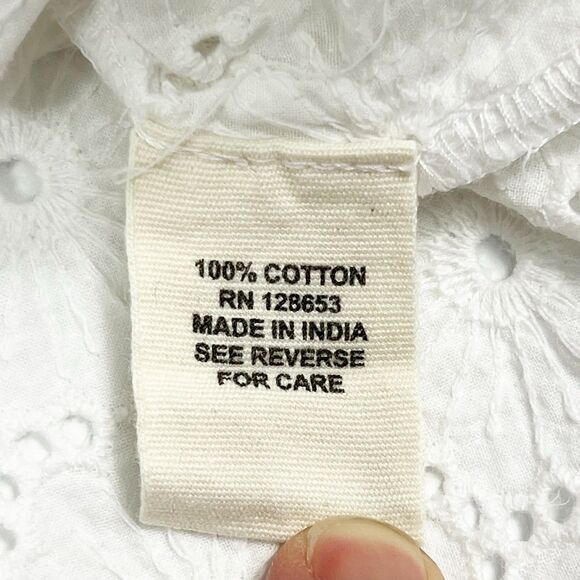 100% COTTON
RN 128653
MADE IN INDIA
SEE REVERSE
FOR CARE